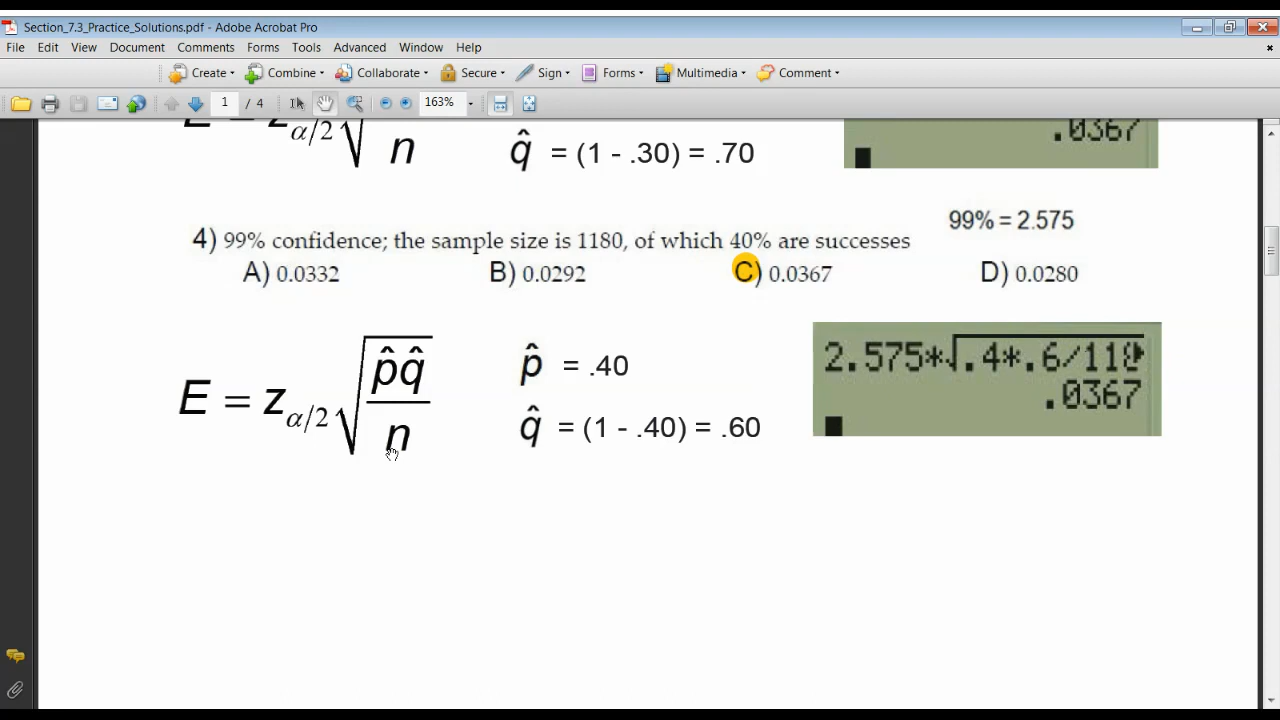 Section_7.3_Practice_Solutions.pdf - Adobe Acrobat Pro
File Edit View Document Comments Forms Tools Advanced Window Help
Create Combine Collaborate Secure Sign Forms Multimedia Comment
1 / 4 163%
E = z α/2 √ n
q̂ = (1 - .30) = .70
.0367
99% = 2.575
4) 99% confidence; the sample size is 1180, of which 40% are successes
A) 0.0332 B) 0.0292 C) 0.0367 D) 0.0280
E = z α/2 √ p̂q̂ / n
p̂ = .40
q̂ = (1 - .40) = .60
2.575*√.4*.6/118
.0367